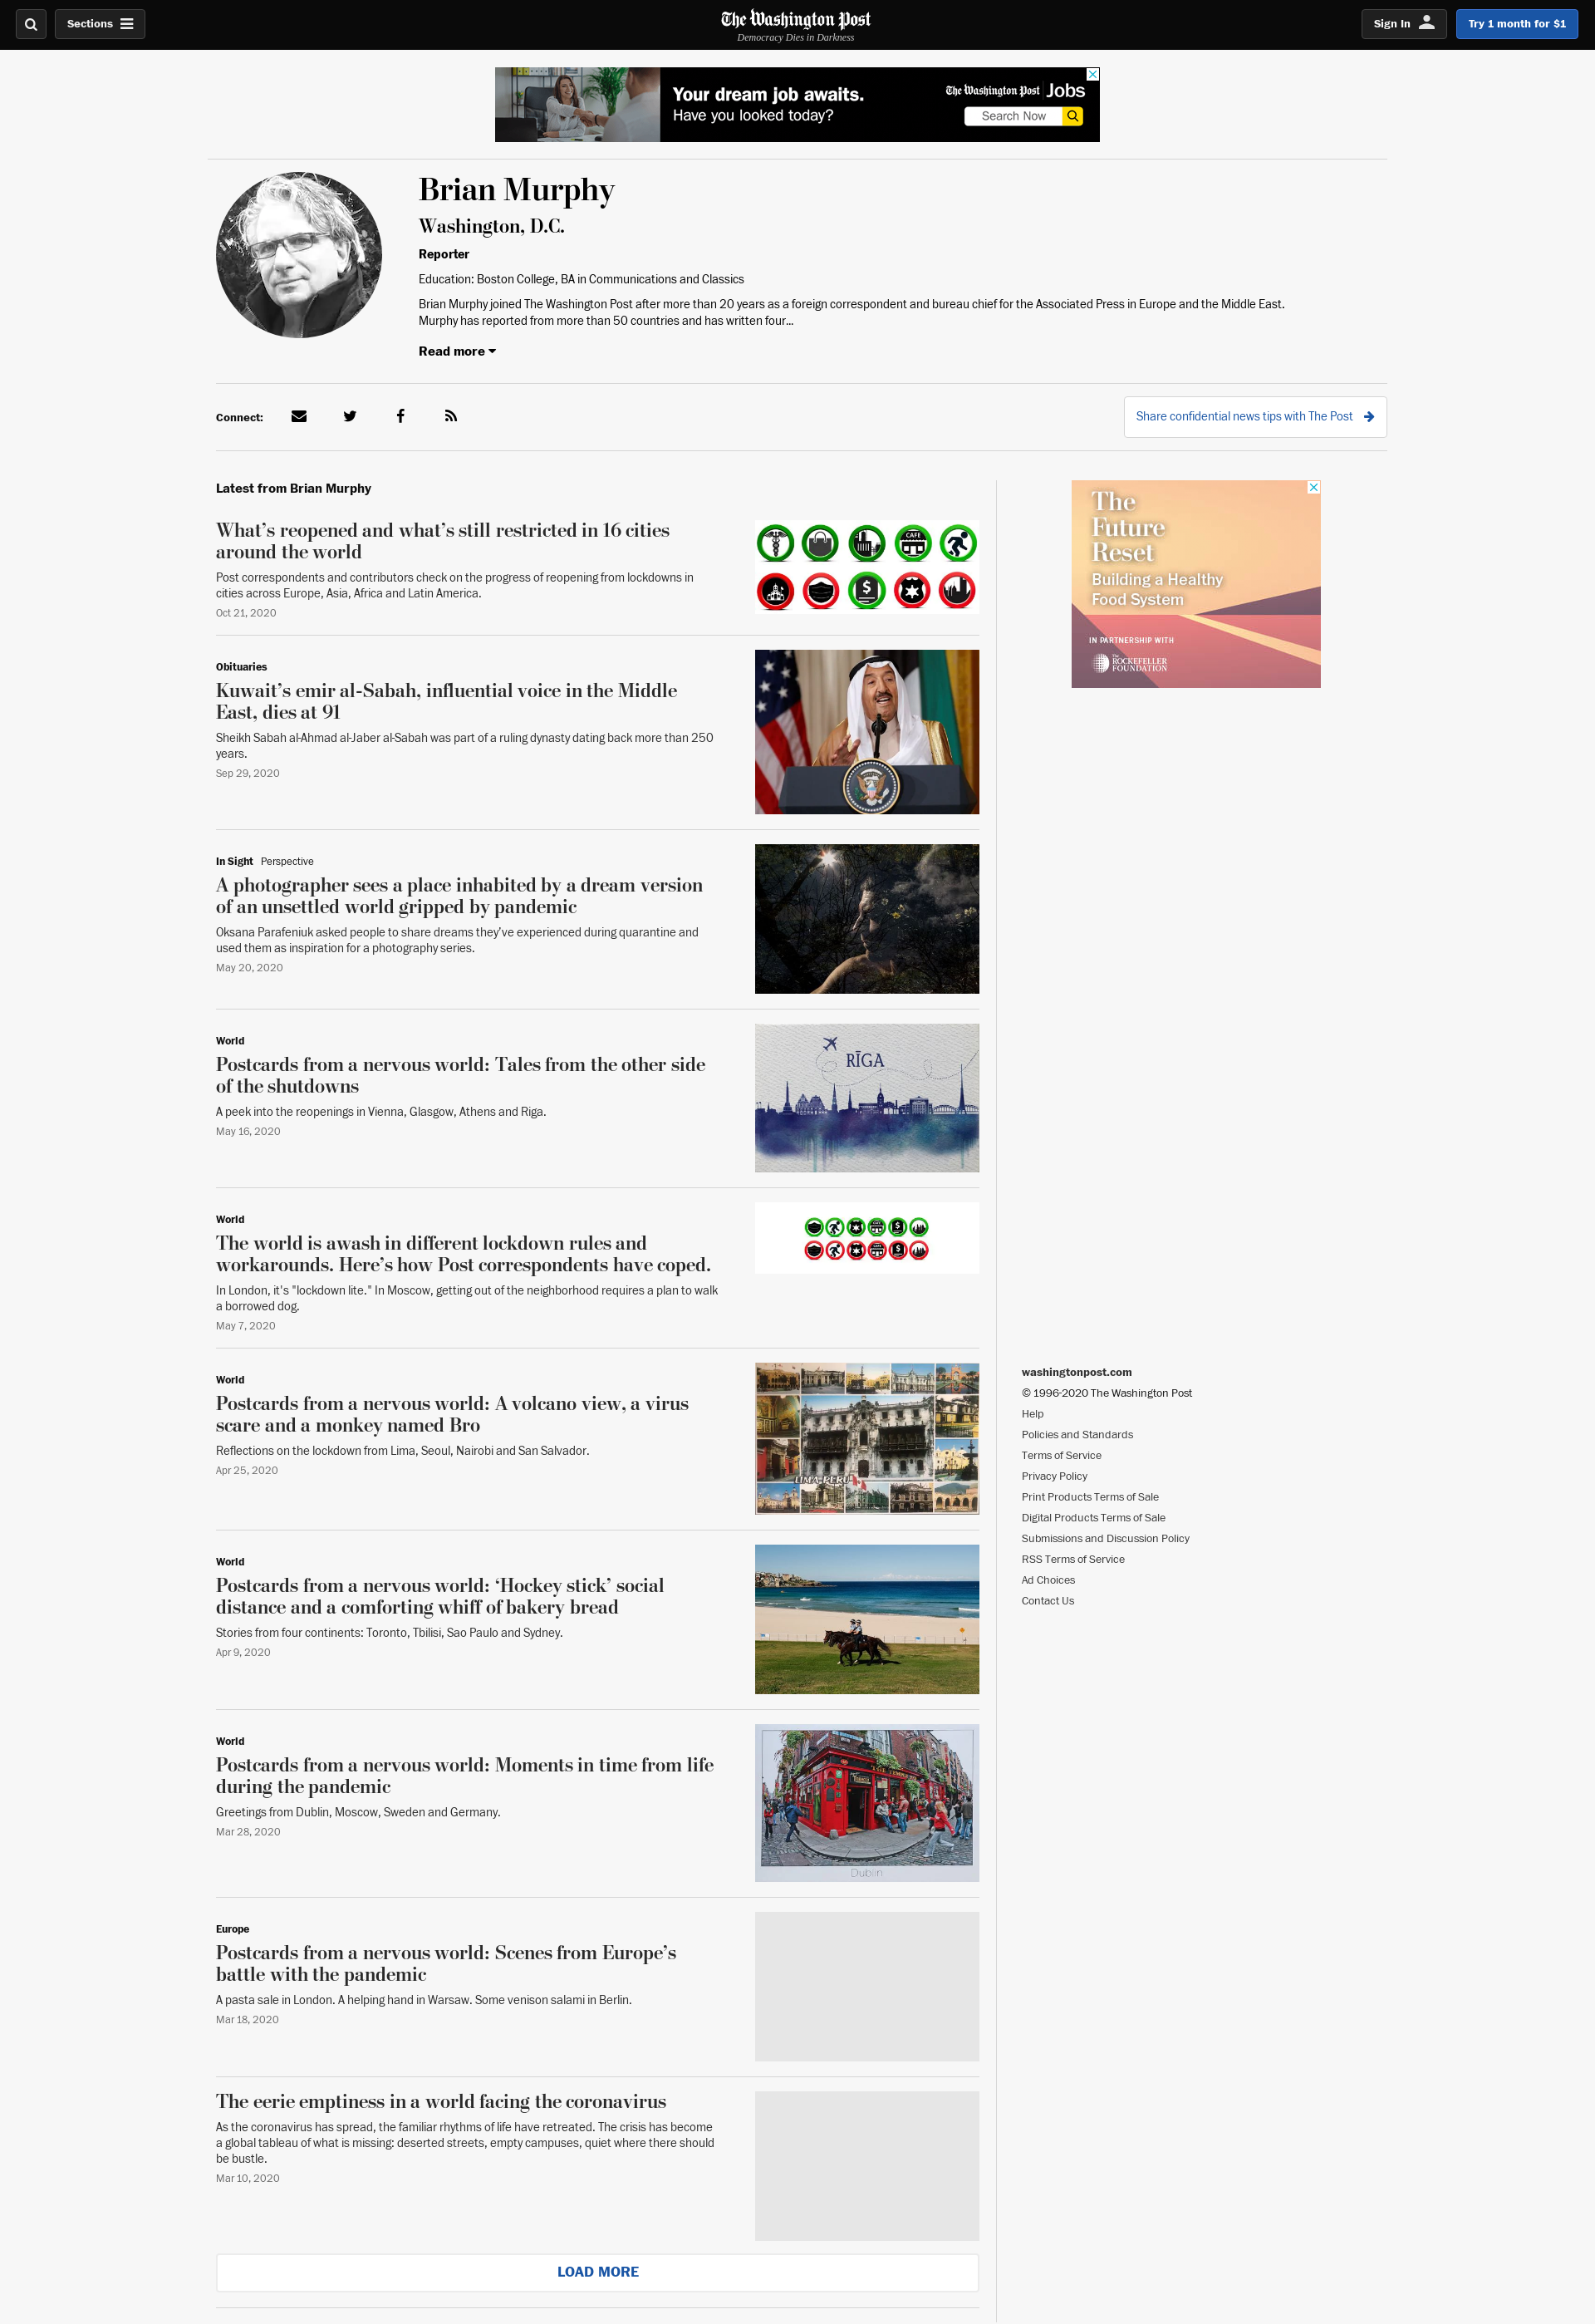 Sections
The Washington Post
Democracy Dies in Darkness
Sign In
Try 1 month for $1
Your dream job awaits.
Have you looked today?
The Washington Post Jobs
Search Now
Brian Murphy
Washington, D.C.
Reporter
Education: Boston College, BA in Communications and Classics
Brian Murphy joined The Washington Post after more than 20 years as a foreign correspondent and bureau chief for the Associated Press in Europe and the Middle East.
Murphy has reported from more than 50 countries and has written four...
Read more
Connect:
Share confidential news tips with The Post
Latest from Brian Murphy
What’s reopened and what’s still restricted in 16 cities
around the world
Post correspondents and contributors check on the progress of reopening from lockdowns in
cities across Europe, Asia, Africa and Latin America.
Oct 21, 2020
CAFE
$
The
Future
Reset
Building a Healthy
Food System
IN PARTNERSHIP WITH
The
ROCKEFELLER
FOUNDATION
Obituaries
Kuwait’s emir al-Sabah, influential voice in the Middle
East, dies at 91
Sheikh Sabah al-Ahmad al-Jaber al-Sabah was part of a ruling dynasty dating back more than 250
years.
Sep 29, 2020
In Sight Perspective
A photographer sees a place inhabited by a dream version
of an unsettled world gripped by pandemic
Oksana Parafeniuk asked people to share dreams they’ve experienced during quarantine and
used them as inspiration for a photography series.
May 20, 2020
World
Postcards from a nervous world: Tales from the other side
of the shutdowns
A peek into the reopenings in Vienna, Glasgow, Athens and Riga.
May 16, 2020
RĪGA
World
The world is awash in different lockdown rules and
workarounds. Here’s how Post correspondents have coped.
In London, it's "lockdown lite." In Moscow, getting out of the neighborhood requires a plan to walk
a borrowed dog.
May 7, 2020
World
Postcards from a nervous world: A volcano view, a virus
scare and a monkey named Bro
Reflections on the lockdown from Lima, Seoul, Nairobi and San Salvador.
Apr 25, 2020
LIMA-PERU
World
Postcards from a nervous world: ‘Hockey stick’ social
distance and a comforting whiff of bakery bread
Stories from four continents: Toronto, Tbilisi, Sao Paulo and Sydney.
Apr 9, 2020
World
Postcards from a nervous world: Moments in time from life
during the pandemic
Greetings from Dublin, Moscow, Sweden and Germany.
Mar 28, 2020
Dublin
Europe
Postcards from a nervous world: Scenes from Europe’s
battle with the pandemic
A pasta sale in London. A helping hand in Warsaw. Some venison salami in Berlin.
Mar 18, 2020
The eerie emptiness in a world facing the coronavirus
As the coronavirus has spread, the familiar rhythms of life have retreated. The crisis has become
a global tableau of what is missing: deserted streets, empty campuses, quiet where there should
be bustle.
Mar 10, 2020
LOAD MORE
washingtonpost.com
© 1996-2020 The Washington Post
Help
Policies and Standards
Terms of Service
Privacy Policy
Print Products Terms of Sale
Digital Products Terms of Sale
Submissions and Discussion Policy
RSS Terms of Service
Ad Choices
Contact Us